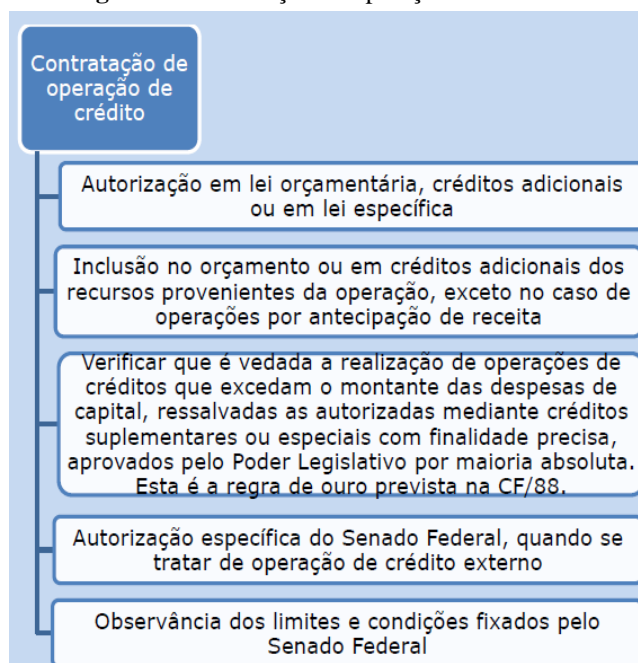 Contratação de
operação de
crédito
Autorização em lei orçamentária, créditos adicionais
ou em lei específica
Inclusão no orçamento ou em créditos adicionais dos
recursos provenientes da operação, exceto no caso de
operações por antecipação de receita
Verificar que é vedada a realização de operações de
créditos que excedam o montante das despesas de
capital, ressalvadas as autorizadas mediante créditos
suplementares ou especiais com finalidade precisa,
aprovados pelo Poder Legislativo por maioria absoluta.
Esta é a regra de ouro prevista na CF/88.
Autorização específica do Senado Federal, quando se
tratar de operação de crédito externo
Observância dos limites e condições fixados pelo
Senado Federal